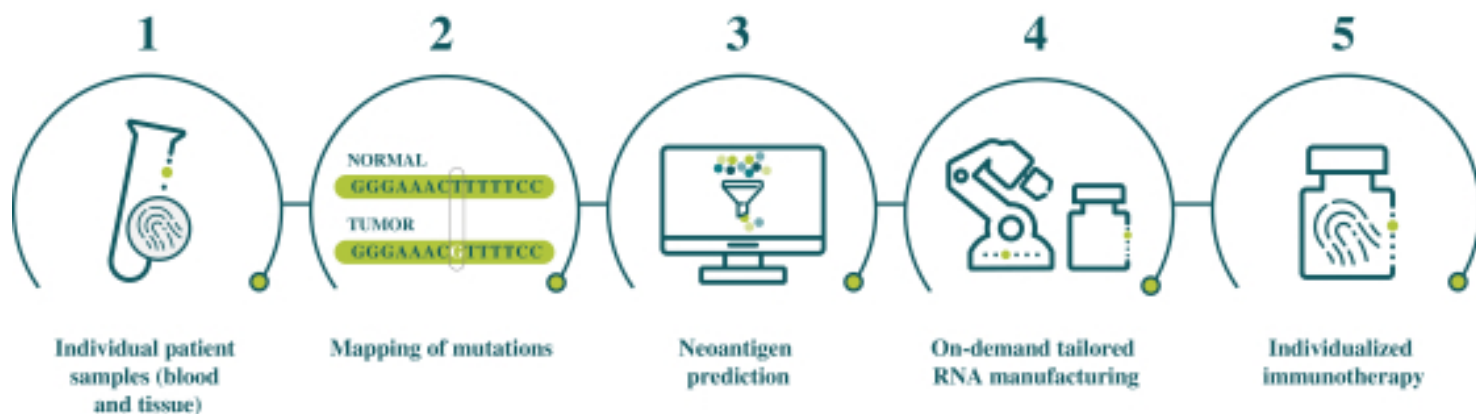 1
2
3
4
5
NORMAL
GGGAAACTTTTTCC
TUMOR
GGGAAACGTTTTCC
Individual patient
samples (blood
and tissue)
Mapping of mutations
Neoantigen
prediction
On-demand tailored
RNA manufacturing
Individualized
immunotherapy